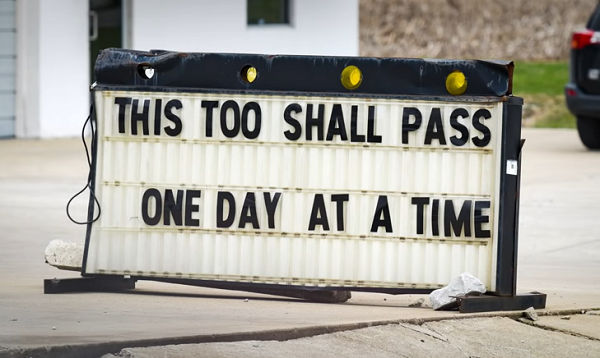 THIS TOO SHALL PASS
ONE DAY AT A TIME